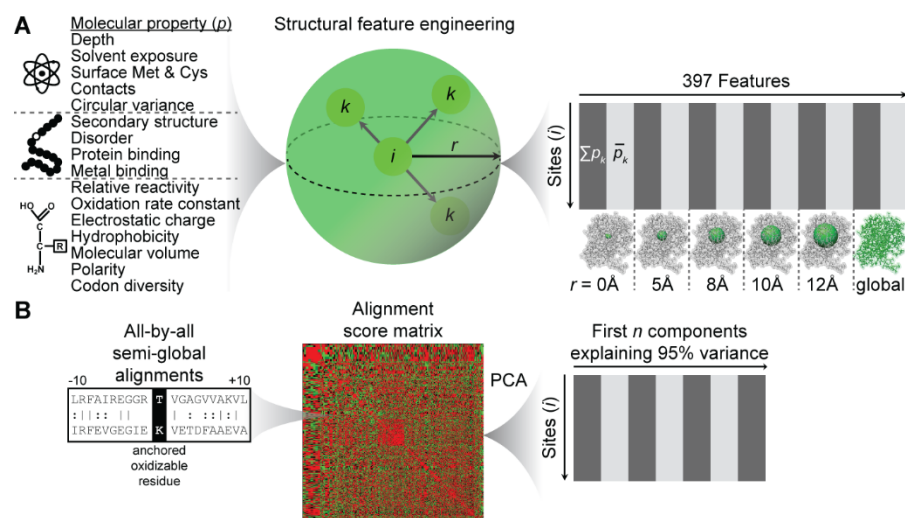 A
Molecular property (p)
Depth
Solvent exposure
Surface Met & Cys
Contacts
Circular variance
Secondary structure
Disorder
Protein binding
Metal binding
Relative reactivity
Oxidation rate constant
Electrostatic charge
Hydrophobicity
Molecular volume
Polarity
Codon diversity
HO
O
C
C
R
H₂N
Structural feature engineering
k
k
i
r
k
397 Features
Sites (i)
∑pₖ p̄ₖ
r = 0Å 5Å 8Å 10Å 12Å global
B
All-by-all
semi-global
alignments
-10 +10
LRFAIREGGR T VGAGVVAKVL
:||:: || | : ::|:|
IRFEVGEGIE K VETDFAAEVA
anchored
oxidizable
residue
Alignment
score matrix
PCA
First n components
explaining 95% variance
Sites (i)